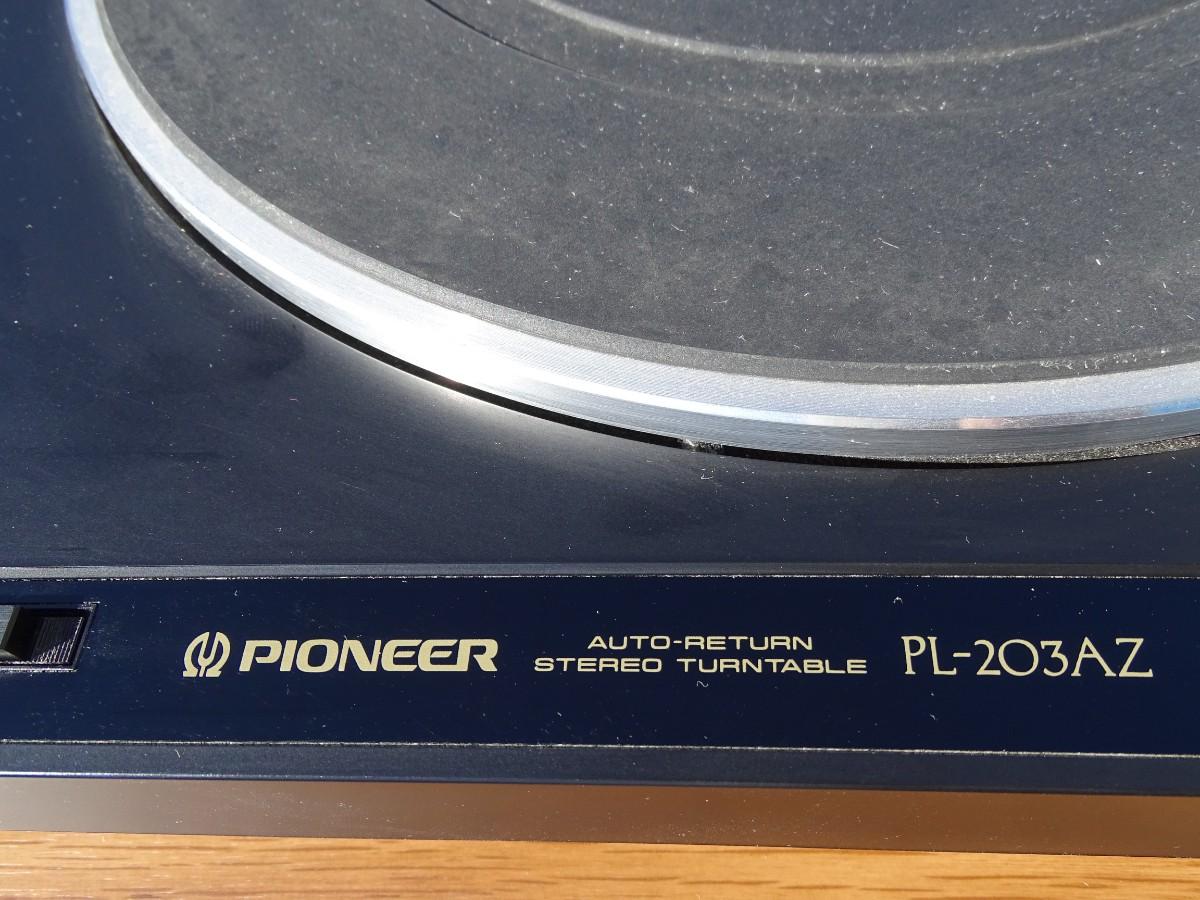 PIONEER
AUTO-RETURN
STEREO TURNTABLE
PL-203AZ